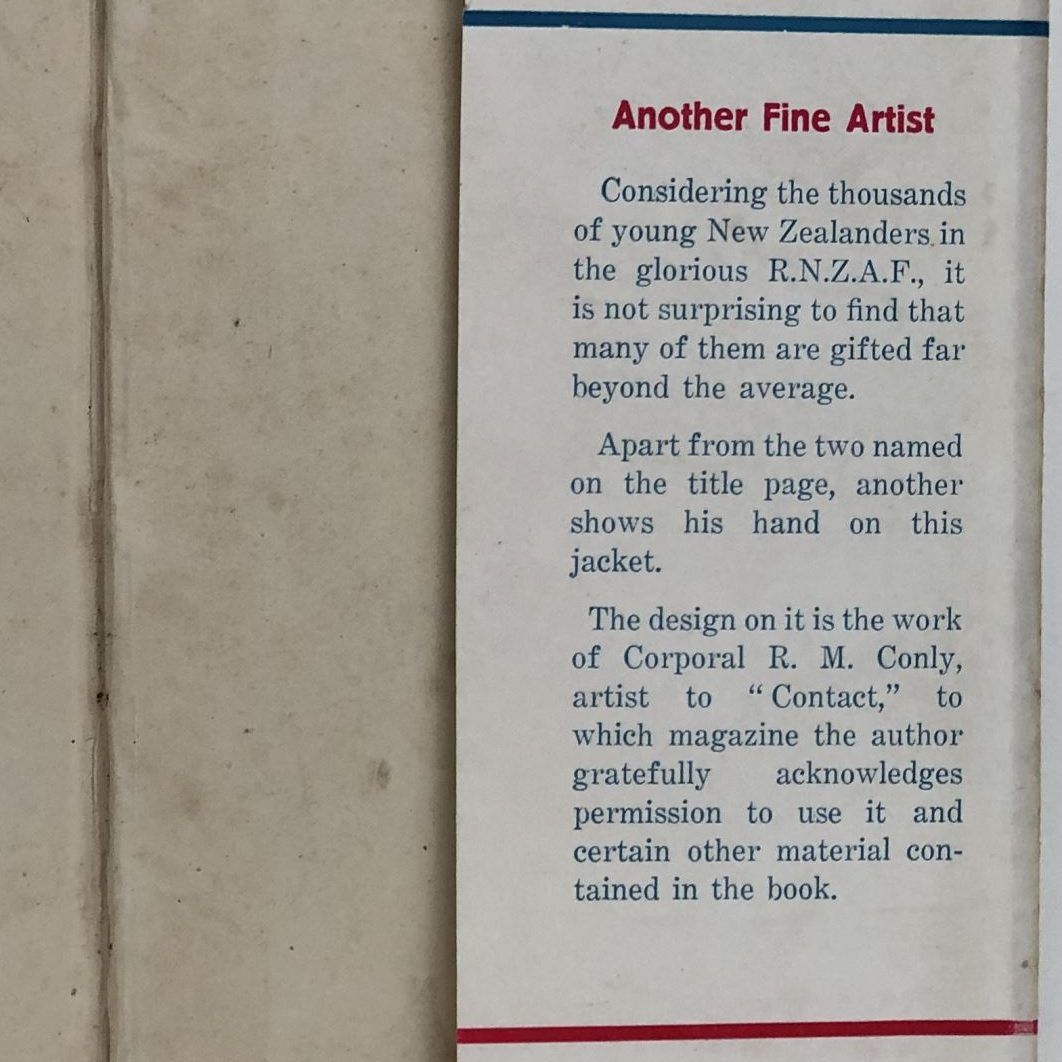 Another Fine Artist
Considering the thousands
of young New Zealanders in
the glorious R.N.Z.A.F., it
is not surprising to find that
many of them are gifted far
beyond the average.
Apart from the two named
on the title page, another
shows his hand on this
jacket.
The design on it is the work
of Corporal R. M. Conly,
artist to “Contact,” to
which magazine the author
gratefully acknowledges
permission to use it and
certain other material con-
tained in the book.